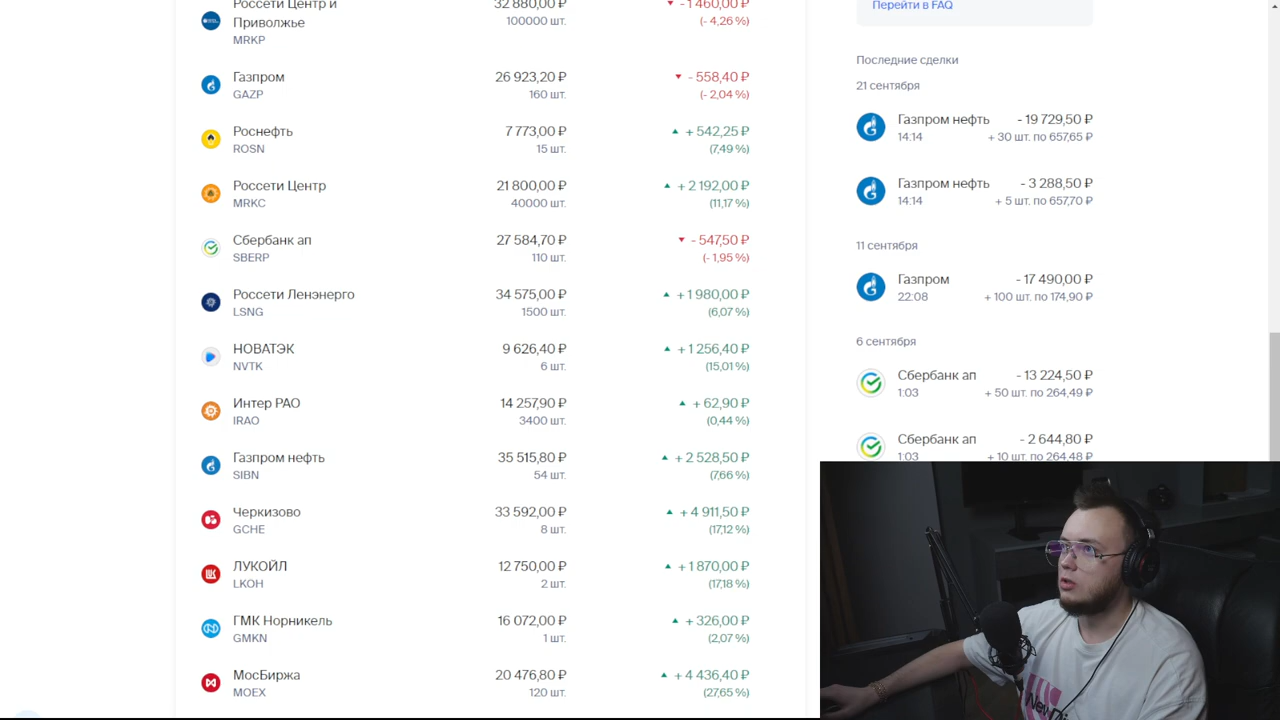 Россети Центр и
Приволжье
MRKP
32 880,00 ₽
100000 шт.
- 1 460,00 ₽
(- 4,26 %)
Газпром
GAZP
26 923,20 ₽
160 шт.
- 558,40 ₽
(- 2,04 %)
Роснефть
ROSN
7 773,00 ₽
15 шт.
+ 542,25 ₽
(7,49 %)
Россети Центр
MRKC
21 800,00 ₽
40000 шт.
+ 2 192,00 ₽
(11,17 %)
Сбербанк ап
SBERP
27 584,70 ₽
110 шт.
- 547,50 ₽
(- 1,95 %)
Россети Ленэнерго
LSNG
34 575,00 ₽
1500 шт.
+ 1 980,00 ₽
(6,07 %)
НОВАТЭК
NVTK
9 626,40 ₽
6 шт.
+ 1 256,40 ₽
(15,01 %)
Интер РАО
IRAO
14 257,90 ₽
3400 шт.
+ 62,90 ₽
(0,44 %)
Газпром нефть
SIBN
35 515,80 ₽
54 шт.
+ 2 528,50 ₽
(7,66 %)
Черкизово
GCHE
33 592,00 ₽
8 шт.
+ 4 911,50 ₽
(17,12 %)
ЛУКОЙЛ
LKOH
12 750,00 ₽
2 шт.
+ 1 870,00 ₽
(17,18 %)
ГМК Норникель
GMKN
16 072,00 ₽
1 шт.
+ 326,00 ₽
(2,07 %)
МосБиржа
MOEX
20 476,80 ₽
120 шт.
+ 4 436,40 ₽
(27,65 %)
Перейти в FAQ
Последние сделки
21 сентября
Газпром нефть - 19 729,50 ₽
14:14 + 30 шт. по 657,65 ₽
Газпром нефть - 3 288,50 ₽
14:14 + 5 шт. по 657,70 ₽
11 сентября
Газпром - 17 490,00 ₽
22:08 + 100 шт. по 174,90 ₽
6 сентября
Сбербанк ап - 13 224,50 ₽
1:03 + 50 шт. по 264,49 ₽
Сбербанк ап - 2 644,80 ₽
1:03 + 10 шт. по 264,48 ₽